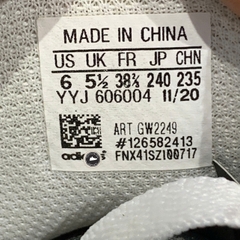 MADE IN CHINA
US UK FR JP CHN
6 5½ 38⅔ 240 235
YYJ 606004 11/20
ART GW2249
#126582413
FNX41SZI00717